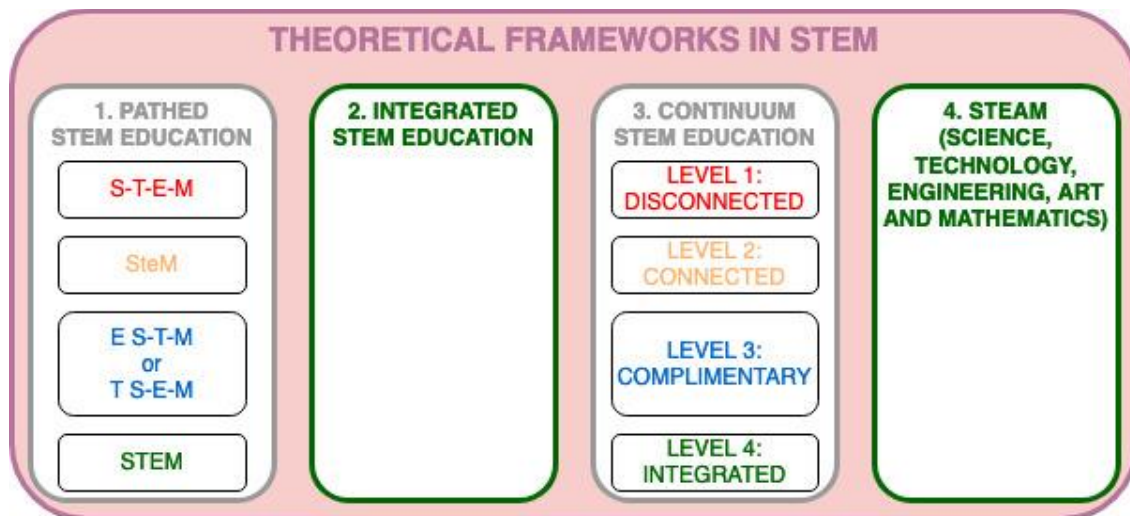 THEORETICAL FRAMEWORKS IN STEM
1. PATHED
STEM EDUCATION
S-T-E-M
SteM
E S-T-M
or
T S-E-M
STEM
2. INTEGRATED
STEM EDUCATION
3. CONTINUUM
STEM EDUCATION
LEVEL 1:
DISCONNECTED
LEVEL 2:
CONNECTED
LEVEL 3:
COMPLIMENTARY
LEVEL 4:
INTEGRATED
4. STEAM
(SCIENCE,
TECHNOLOGY,
ENGINEERING, ART
AND MATHEMATICS)